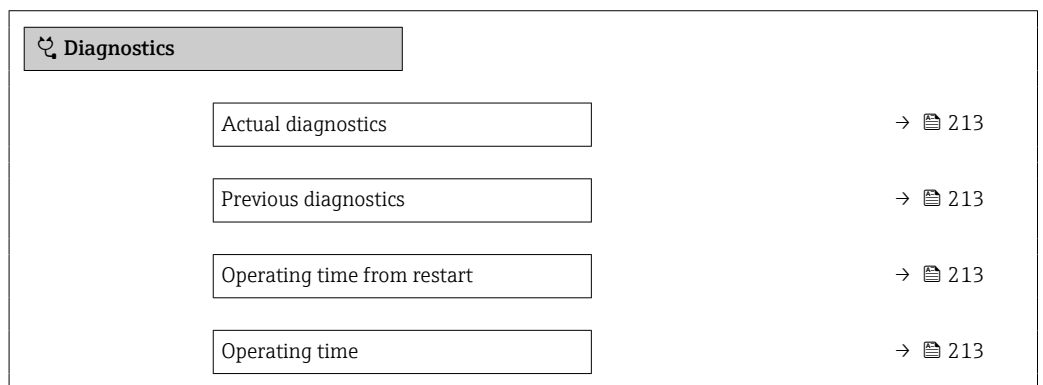 Diagnostics
Actual diagnostics → 213
Previous diagnostics → 213
Operating time from restart → 213
Operating time → 213